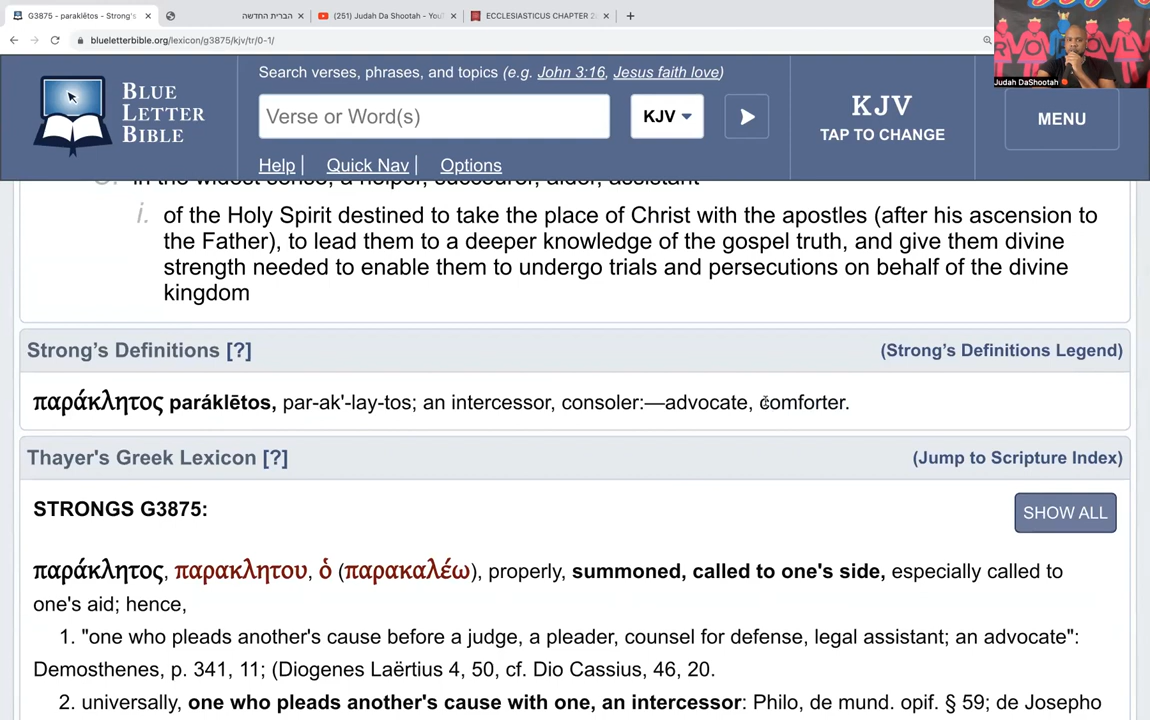 G3875 - paraklētos - Strong's
הברית החדשה
(251) Judah Da Shootah - You
ECCLESIASTICUS CHAPTER 2
blueletterbible.org/lexicon/g3875/kjv/tr/0-1/
Judah DaShootah
BLUE
LETTER
BIBLE
Search verses, phrases, and topics (e.g. John 3:16, Jesus faith love)
Verse or Word(s)
KJV
Help | Quick Nav | Options
KJV
TAP TO CHANGE
MENU
in the widest sense, a helper, succourer, aider, assistant
i. of the Holy Spirit destined to take the place of Christ with the apostles (after his ascension to
the Father), to lead them to a deeper knowledge of the gospel truth, and give them divine
strength needed to enable them to undergo trials and persecutions on behalf of the divine
kingdom
Strong's Definitions [?]
(Strong's Definitions Legend)
παράκλητος paráklētos, par-ak'-lay-tos; an intercessor, consoler:—advocate, comforter.
Thayer's Greek Lexicon [?]
(Jump to Scripture Index)
STRONGS G3875:
SHOW ALL
παράκλητος, παρακλητου, ὁ (παρακαλέω), properly, summoned, called to one's side, especially called to
one's aid; hence,
1. "one who pleads another's cause before a judge, a pleader, counsel for defense, legal assistant; an advocate":
Demosthenes, p. 341, 11; (Diogenes Laërtius 4, 50, cf. Dio Cassius, 46, 20.
2. universally, one who pleads another's cause with one, an intercessor: Philo, de mund. opif. § 59; de Josepho